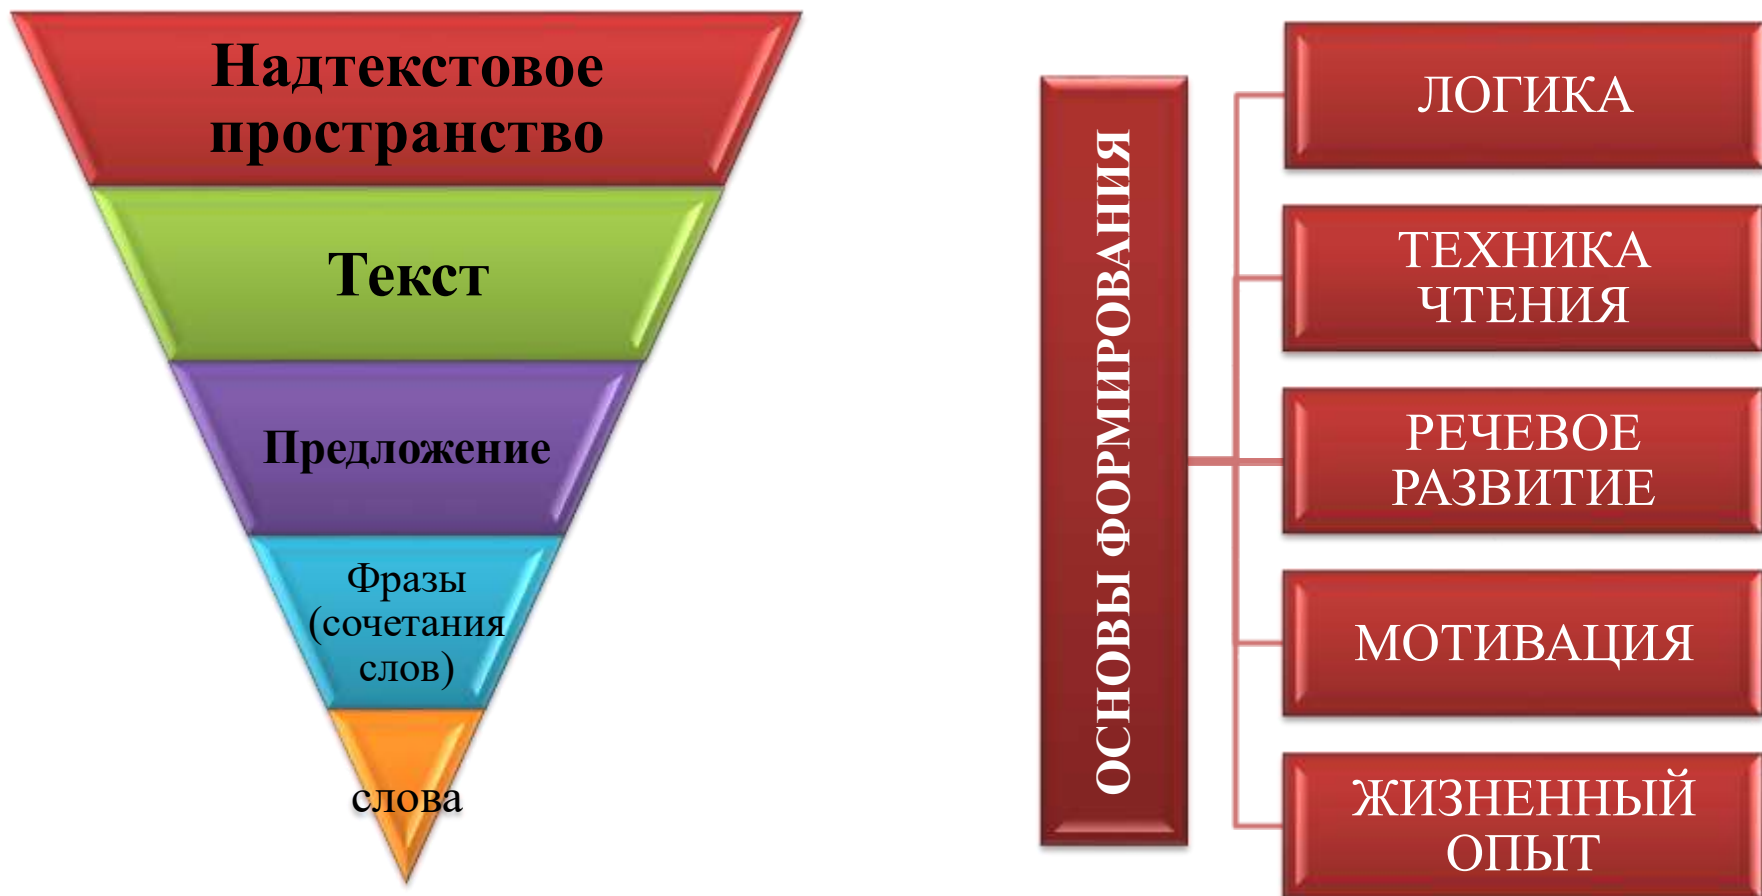 Надтекстовое
пространство
Текст
Предложение
Фразы
(сочетания
слов)
слова
ОСНОВЫ ФОРМИРОВАНИЯ
ЛОГИКА
ТЕХНИКА
ЧТЕНИЯ
РЕЧЕВОЕ
РАЗВИТИЕ
МОТИВАЦИЯ
ЖИЗНЕННЫЙ
ОПЫТ